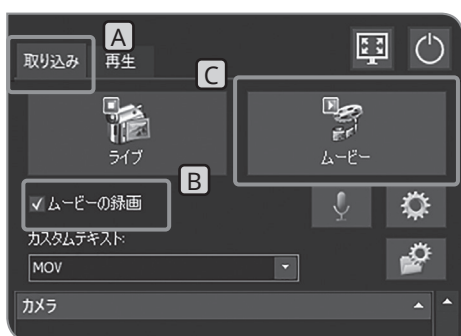 A
取り込み 再生
C
ライブ ムービー
B
ムービーの録画
カスタムテキスト:
MOV
カメラ